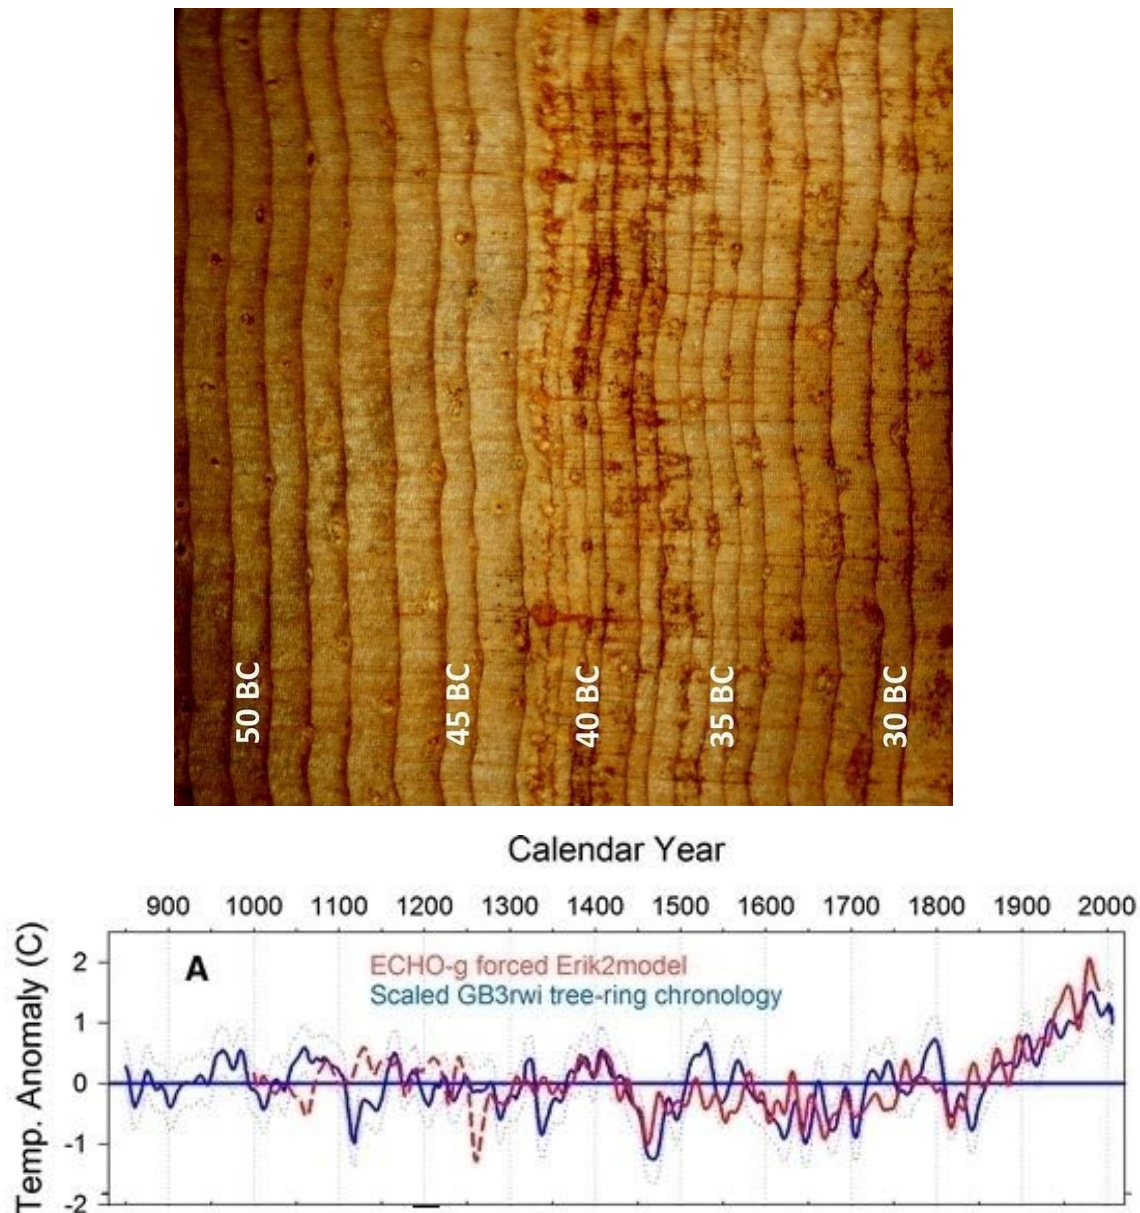 50 BC
45 BC
40 BC
35 BC
30 BC
Calendar Year
900 1000 1100 1200 1300 1400 1500 1600 1700 1800 1900 2000
Temp. Anomaly (C)
2
1
0
-1
-2
A
ECHO-g forced Erik2model
Scaled GB3rwi tree-ring chronology